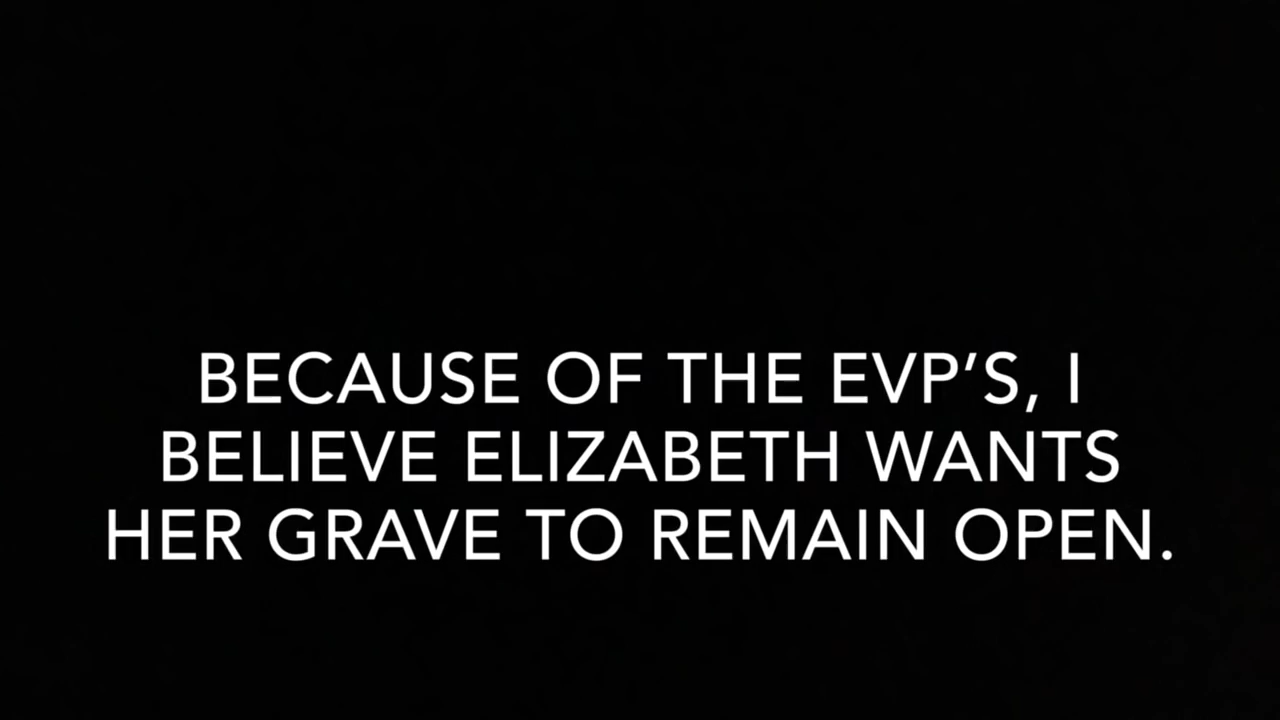 BECAUSE OF THE EVP’S, I
BELIEVE ELIZABETH WANTS
HER GRAVE TO REMAIN OPEN.